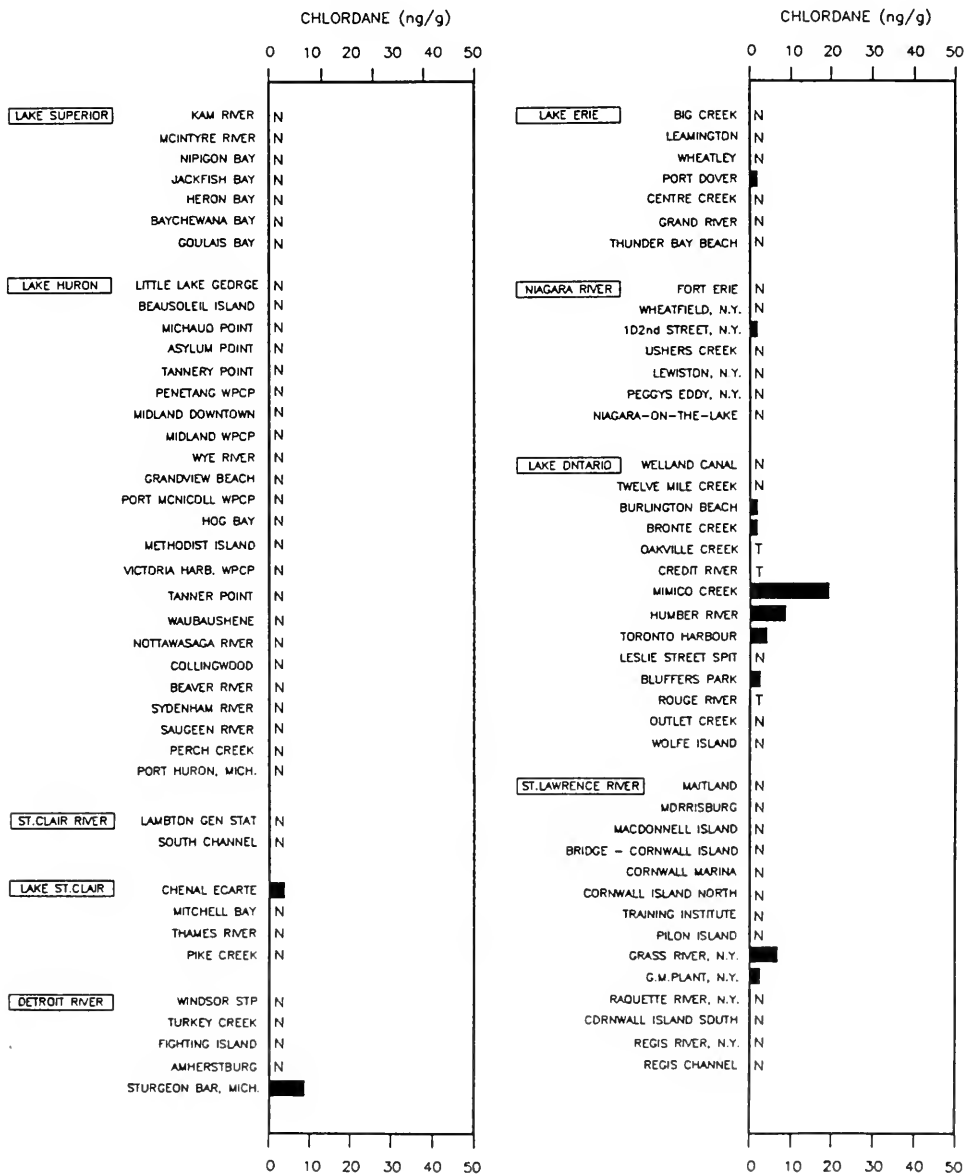 CHLORDANE (ng/g)
0 10 20 30 40 50
LAKE SUPERIOR KAM RIVER N
MCINTYRE RIVER N
NIPIGON BAY N
JACKFISH BAY N
HERON BAY N
BAYCHEWANA BAY N
GOULAIS BAY N
LAKE HURON LITTLE LAKE GEORGE N
BEAUSOLEIL ISLAND N
MICHAUD POINT N
ASYLUM POINT N
TANNERY POINT N
PENETANG WPCP N
MIDLAND DOWNTOWN N
MIDLAND WPCP N
WYE RIVER N
GRANDVIEW BEACH N
PORT MCNICOLL WPCP N
HOG BAY N
METHODIST ISLAND N
VICTORIA HARB. WPCP N
TANNER POINT N
WAUBAUSHENE N
NOTTAWASAGA RIVER N
COLLINGWOOD N
BEAVER RIVER N
SYDENHAM RIVER N
SAUGEEN RIVER N
PERCH CREEK N
PORT HURON, MICH. N
ST.CLAIR RIVER LAMBTON GEN STAT N
SOUTH CHANNEL N
LAKE ST.CLAIR CHENAL ECARTE
MITCHELL BAY N
THAMES RIVER N
PIKE CREEK N
DETROIT RIVER WINDSOR STP N
TURKEY CREEK N
FIGHTING ISLAND N
AMHERSTBURG N
STURGEON BAR, MICH.
0 10 20 30 40 50
CHLORDANE (ng/g)
0 10 20 30 40 50
LAKE ERIE BIG CREEK N
LEAMINGTON N
WHEATLEY N
PORT DOVER
CENTRE CREEK N
GRAND RIVER N
THUNDER BAY BEACH N
NIAGARA RIVER FORT ERIE N
WHEATFIELD, N.Y. N
1D2nd STREET, N.Y.
USHERS CREEK N
LEWISTON, N.Y. N
PEGGYS EDDY, N.Y. N
NIAGARA-ON-THE-LAKE N
LAKE DNTARIO WELLAND CANAL N
TWELVE MILE CREEK N
BURLINGTON BEACH
BRONTE CREEK
OAKVILLE CREEK T
CREDIT RIVER T
MIMICO CREEK
HUMBER RIVER
TORONTO HARBOUR
LESLIE STREET SPIT N
BLUFFERS PARK
ROUGE RIVER T
OUTLET CREEK N
WOLFE ISLAND N
ST.LAWRENCE RIVER MAITLAND N
MDRRISBURG N
MACDONNELL ISLAND N
BRIDGE - CORNWALL ISLAND N
CORNWALL MARINA N
CORNWALL ISLAND NORTH N
TRAINING INSTITUTE N
PILON ISLAND N
GRASS RIVER, N.Y.
G.M.PLANT, N.Y.
RAQUETTE RIVER, N.Y. N
CDRNWALL ISLAND SOUTH N
REGIS RIVER, N.Y. N
REGIS CHANNEL N
0 10 20 30 40 50